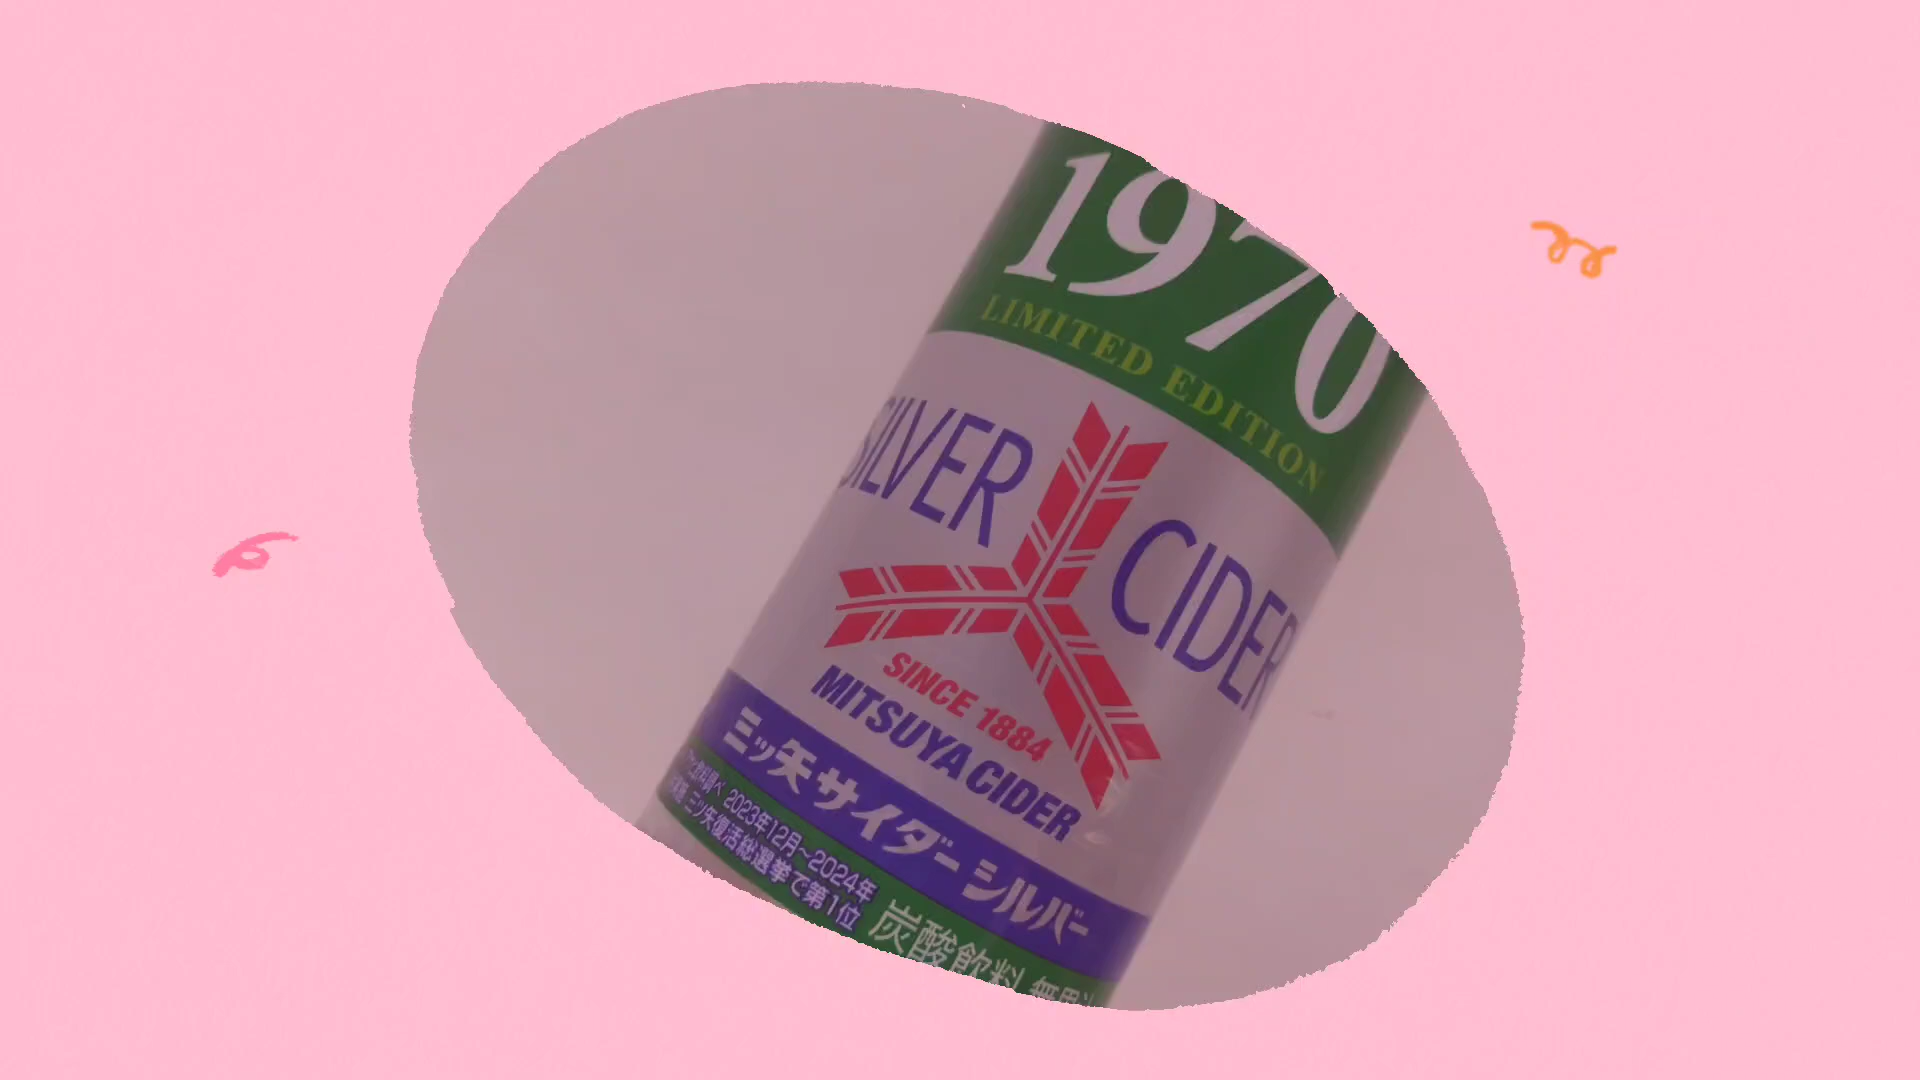 1970
LIMITED EDITION
SILVER CIDER
SINCE 1884
MITSUYA CIDER
三ツ矢サイダー シルバー
2023年12月~2024年
三ツ矢復活総選挙で第1位
炭酸飲料